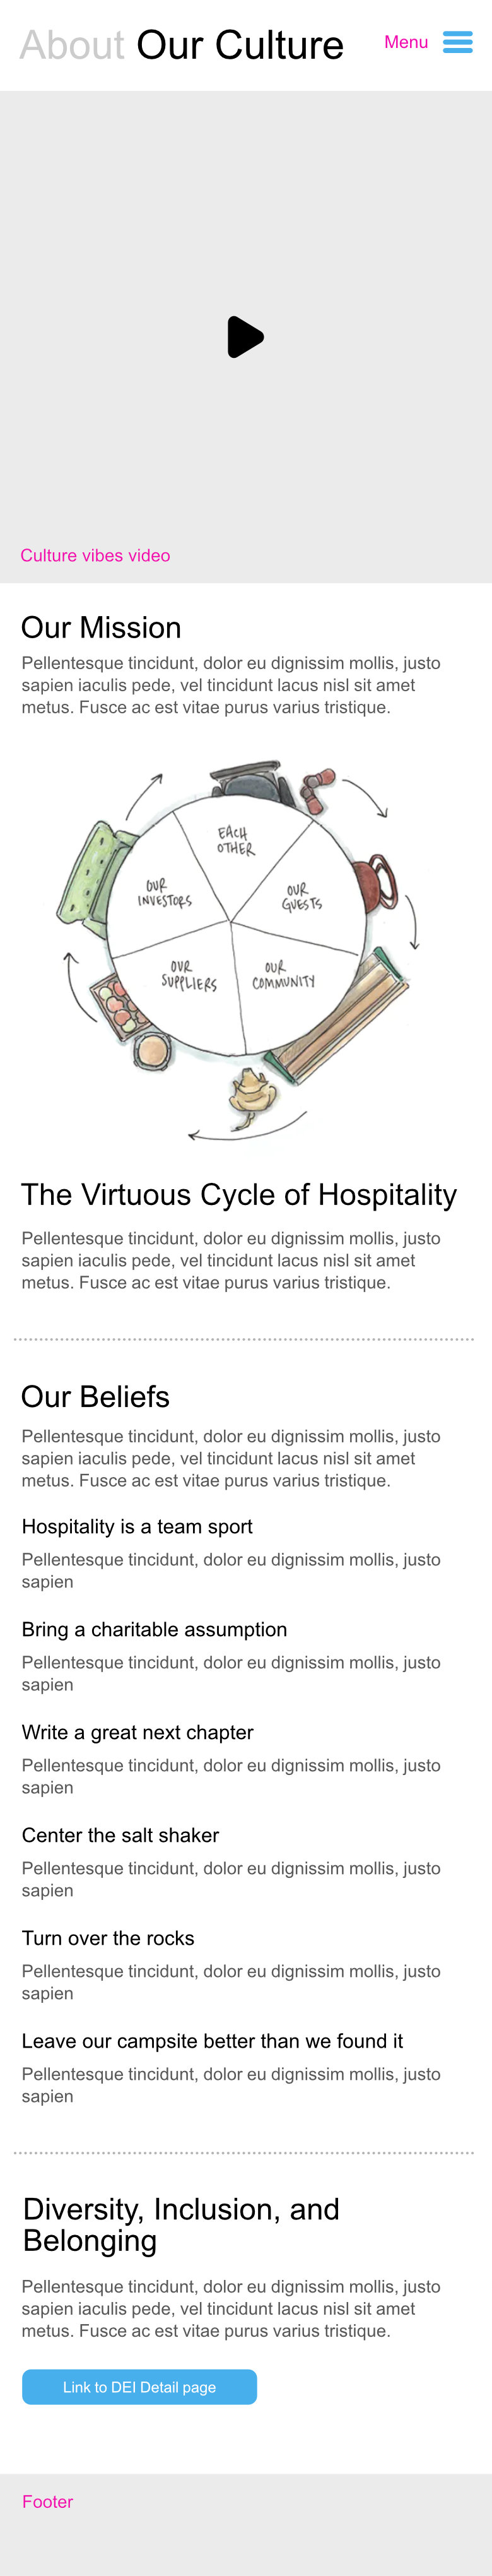 About Our Culture
Menu
Culture vibes video
Our Mission
Pellentesque tincidunt, dolor eu dignissim mollis, justo
sapien iaculis pede, vel tincidunt lacus nisl sit amet
metus. Fusce ac est vitae purus varius tristique.
EACH
OTHER
OUR
INVESTORS
OUR
GUESTS
OUR
SUPPLIERS
OUR
COMMUNITY
The Virtuous Cycle of Hospitality
Pellentesque tincidunt, dolor eu dignissim mollis, justo
sapien iaculis pede, vel tincidunt lacus nisl sit amet
metus. Fusce ac est vitae purus varius tristique.
Our Beliefs
Pellentesque tincidunt, dolor eu dignissim mollis, justo
sapien iaculis pede, vel tincidunt lacus nisl sit amet
metus. Fusce ac est vitae purus varius tristique.
Hospitality is a team sport
Pellentesque tincidunt, dolor eu dignissim mollis, justo
sapien
Bring a charitable assumption
Pellentesque tincidunt, dolor eu dignissim mollis, justo
sapien
Write a great next chapter
Pellentesque tincidunt, dolor eu dignissim mollis, justo
sapien
Center the salt shaker
Pellentesque tincidunt, dolor eu dignissim mollis, justo
sapien
Turn over the rocks
Pellentesque tincidunt, dolor eu dignissim mollis, justo
sapien
Leave our campsite better than we found it
Pellentesque tincidunt, dolor eu dignissim mollis, justo
sapien
Diversity, Inclusion, and
Belonging
Pellentesque tincidunt, dolor eu dignissim mollis, justo
sapien iaculis pede, vel tincidunt lacus nisl sit amet
metus. Fusce ac est vitae purus varius tristique.
Link to DEI Detail page
Footer